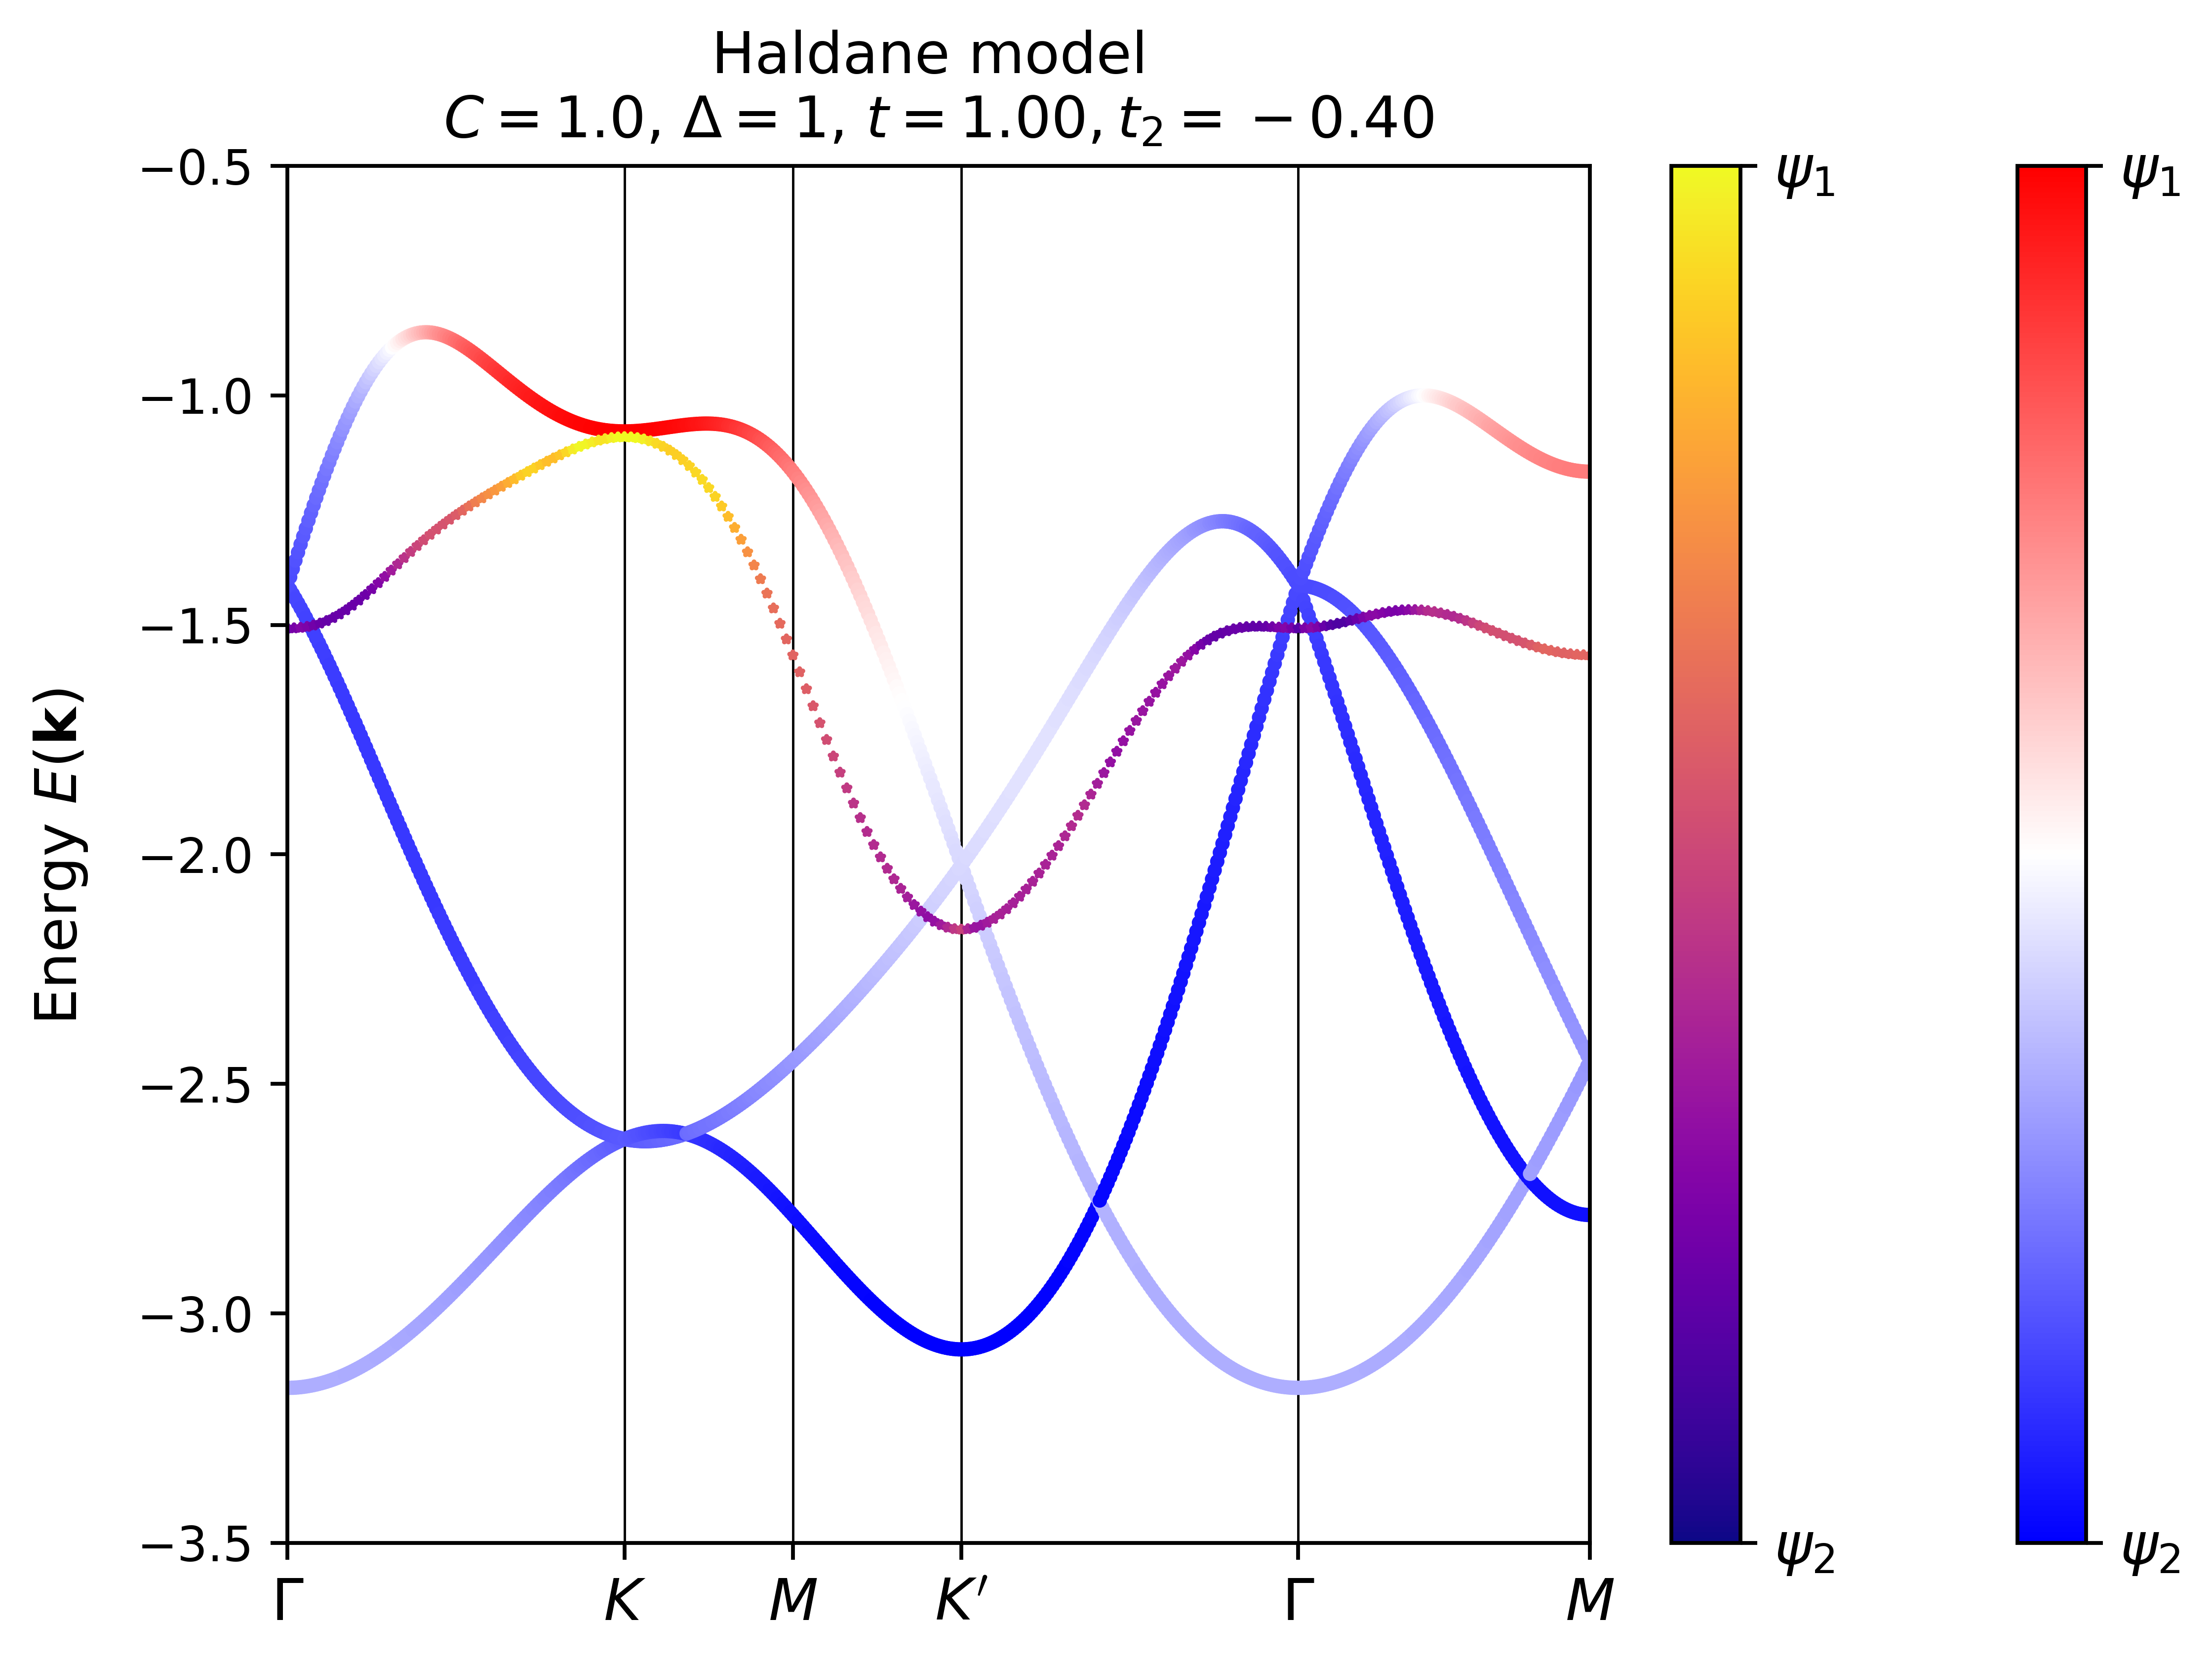 Haldane model
C = 1.0, Δ = 1, t = 1.00, t₂ = −0.40
Energy E(k)
−0.5
−1.0
−1.5
−2.0
−2.5
−3.0
−3.5
Γ K M K′ Γ M
ψ₁
ψ₂
ψ₁
ψ₂